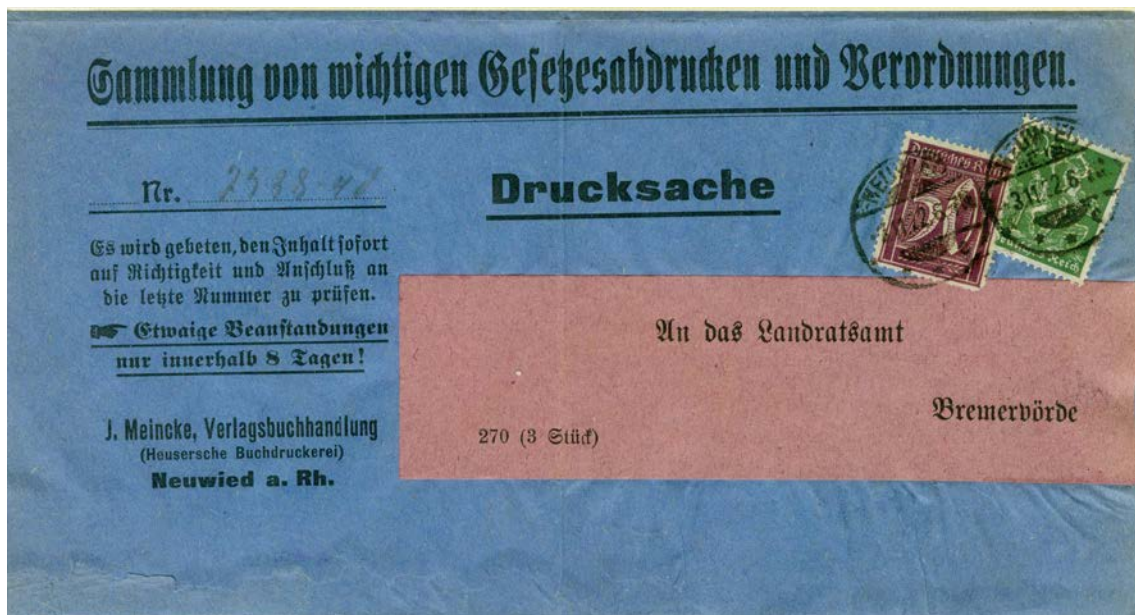 Sammlung von wichtigen Gesetzesabdrucken und Verordnungen.
Nr.
Drucksache
Es wird gebeten, den Inhalt sofort
auf Richtigkeit und Anschluß an
die letzte Nummer zu prüfen.
☛ Etwaige Beanstandungen
nur innerhalb 8 Tagen!
J. Meincke, Verlagsbuchhandlung
(Heusersche Buchdruckerei)
Neuwied a. Rh.
Deutsches
50
Reich
An das Landratsamt
Bremervörde
270 (3 Stück)